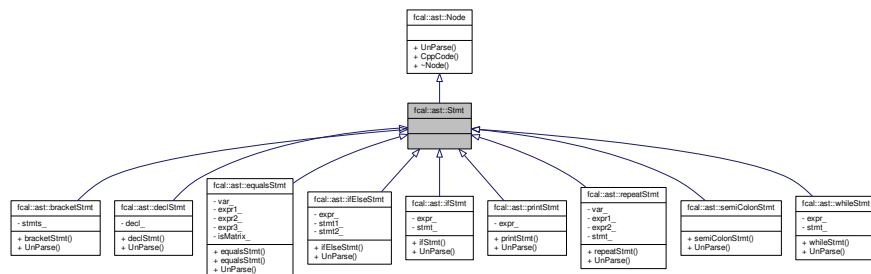 fcal::ast::Node
+ UnParse()
+ CppCode()
+ ~Node()
fcal::ast::Stmt
fcal::ast::bracketStmt
- stmts_
+ bracketStmt()
+ UnParse()
fcal::ast::declStmt
- decl_
+ declStmt()
+ UnParse()
fcal::ast::equalsStmt
- var_
- expr1_
- expr2_
- expr3_
- isMatrix_
+ equalsStmt()
+ equalsStmt()
+ UnParse()
fcal::ast::ifElseStmt
- expr_
- stmt1_
- stmt2_
+ ifElseStmt()
+ UnParse()
fcal::ast::ifStmt
- expr_
- stmt_
+ ifStmt()
+ UnParse()
fcal::ast::printStmt
- expr_
+ printStmt()
+ UnParse()
fcal::ast::repeatStmt
- var_
- expr1_
- expr2_
- stmt_
+ repeatStmt()
+ UnParse()
fcal::ast::semiColonStmt
+ semiColonStmt()
+ UnParse()
fcal::ast::whileStmt
- expr_
- stmt_
+ whileStmt()
+ UnParse()